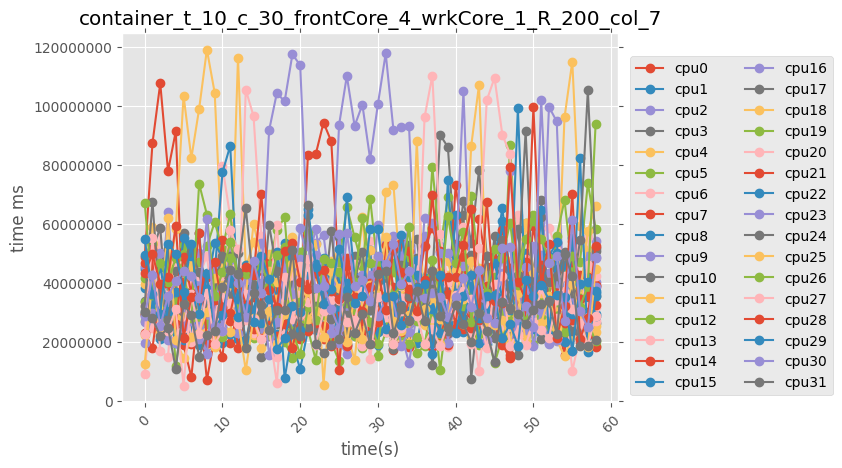 container_t_10_c_30_frontCore_4_wrkCore_1_R_200_col_7
time ms
120000000
100000000
80000000
60000000
40000000
20000000
0
0
10
20
30
40
50
60
time(s)
cpu0
cpu1
cpu2
cpu3
cpu4
cpu5
cpu6
cpu7
cpu8
cpu9
cpu10
cpu11
cpu12
cpu13
cpu14
cpu15
cpu16
cpu17
cpu18
cpu19
cpu20
cpu21
cpu22
cpu23
cpu24
cpu25
cpu26
cpu27
cpu28
cpu29
cpu30
cpu31